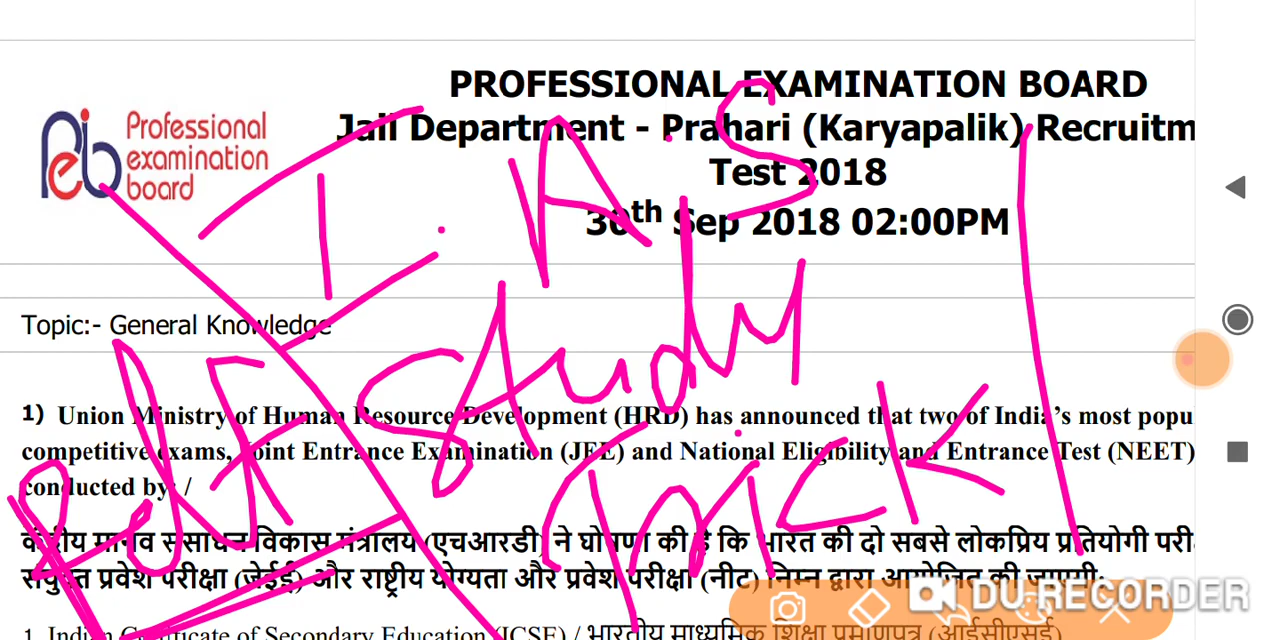 PROFESSIONAL EXAMINATION BOARD
Professional examination board
Jail Department - Prahari (Karyapalik) Recruitm
Test 2018
30th Sep 2018 02:00PM
I.A.S
Study
Trick
Topic:- General Knowledge
1) Union Ministry of Human Resource Development (HRD) has announced that two of India's most popu
competitive exams, Joint Entrance Examination (JEE) and National Eligibility and Entrance Test (NEET)
conducted by: /
केंद्रीय मानव संसाधन विकास मंत्रालय (एचआरडी) ने घोषणा की है कि भारत की दो सबसे लोकप्रिय प्रतियोगी परी
संयुक्त प्रवेश परीक्षा (जेईई) और राष्ट्रीय योग्यता और प्रवेश परीक्षा (नीट) निम्न द्वारा आयोजित की जाएगी:
DU RECORDER
1. Indian Certificate of Secondary Education (ICSE) / भारतीय माध्यमिक शिक्षा प्रमाणपत्र (आईसीएसई)